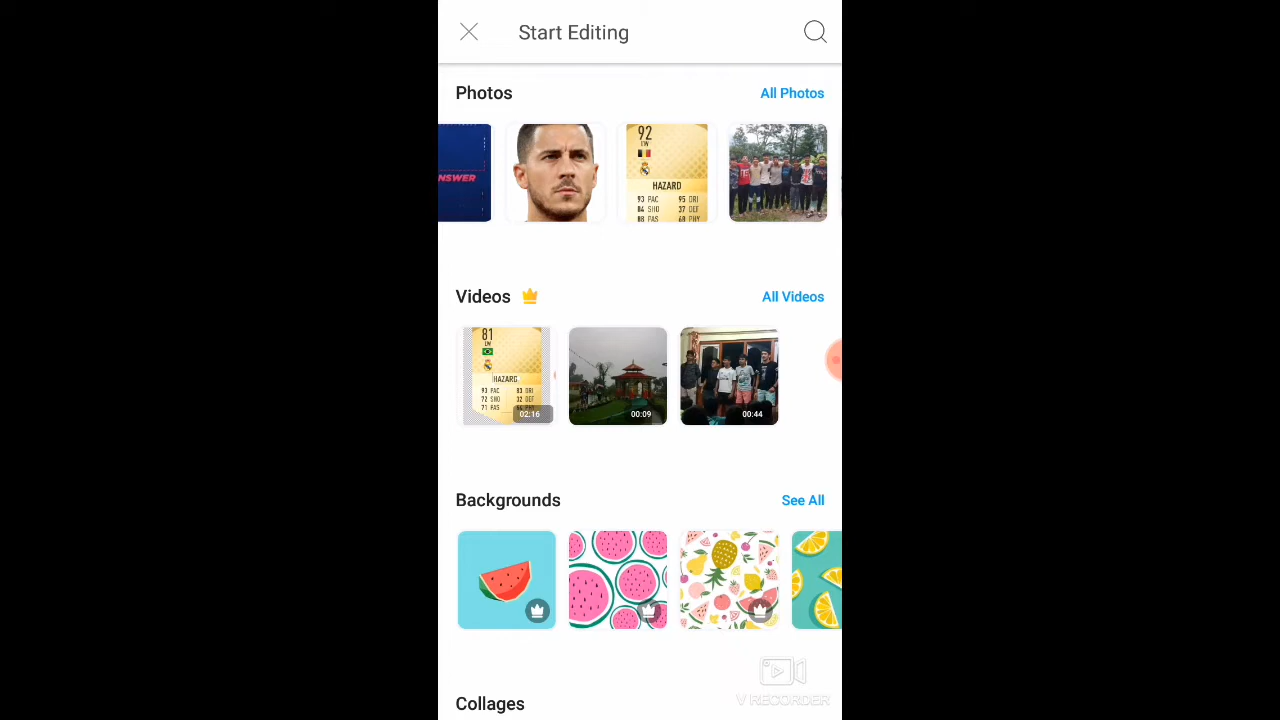 Start Editing
Photos
All Photos
NSWER
92
LW
HAZARD
93 PAC 95 DRI
84 SHO 37 DEF
88 PAS 68 PHY
Videos
All Videos
81
LW
HAZARD
93 PAC 83 DRI
72 SHO 32 DEF
71 PAS
02:16
00:09
00:44
Backgrounds
See All
Collages
V RECORDER